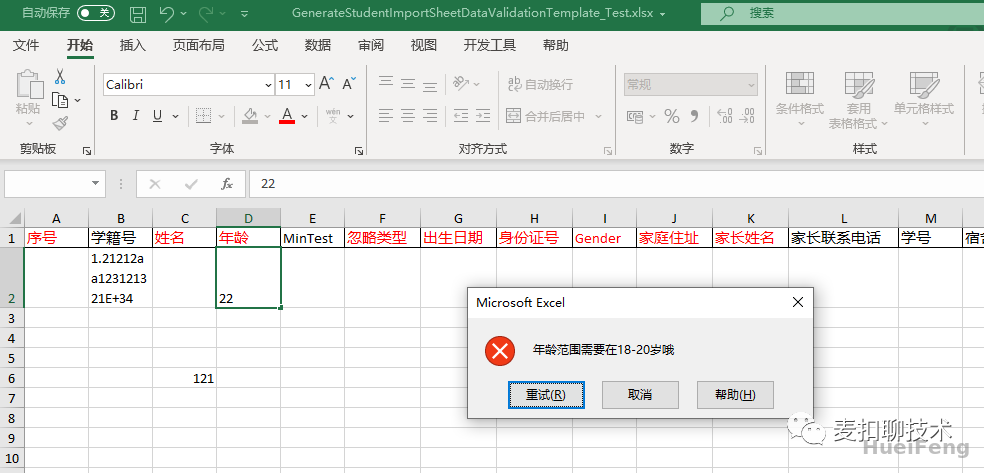 自动保存 关 GenerateStudentImportSheetDataValidationTemplate_Test.xlsx 搜索
文件 开始 插入 页面布局 公式 数据 审阅 视图 开发工具 帮助
粘贴
Calibri 11 A A
B I U A wén
ab 自动换行
合并后居中
常规
% 9 .00
条件格式 套用
表格格式 单元格样式
剪贴板 字体 对齐方式 数字 样式
fx 22
A B C D E F G H I J K L M
1 序号 学籍号 姓名 年龄 MinTest 忽略类型 出生日期 身份证号 Gender 家庭住址 家长姓名 家长联系电话 学号 宿舍
1.21212a
a1231213
2 21E+34 22
3
4
5
6 121
7
8
9
10
Microsoft Excel
年龄范围需要在18-20岁哦
重试(R) 取消 帮助(H)
麦扣聊技术
HueiFeng